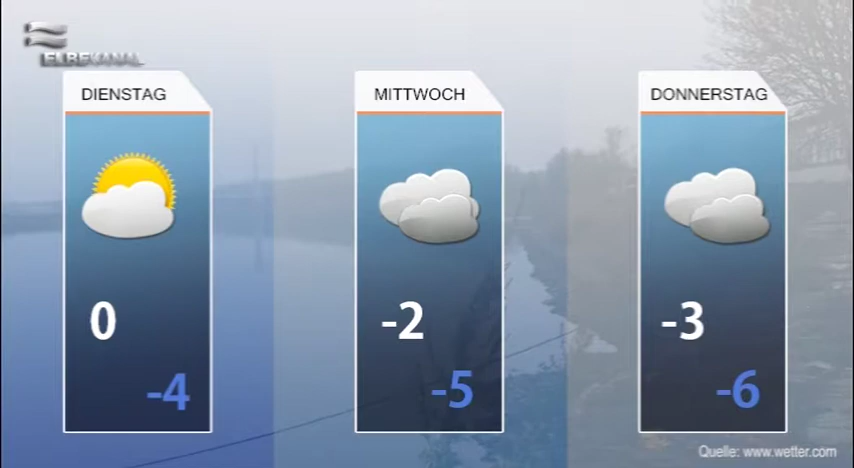 ELBEKANAL
DIENSTAG
MITTWOCH
DONNERSTAG
0
-2
-3
-4
-5
-6
Quelle: www.wetter.com